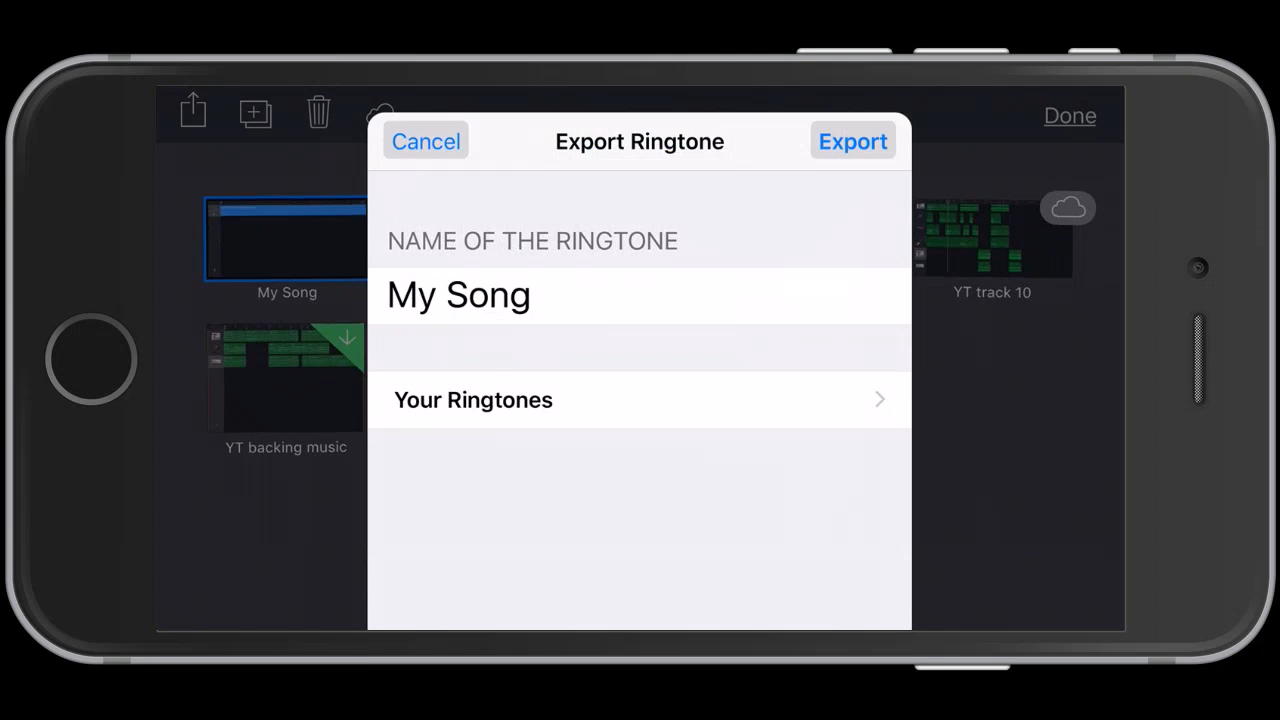 Done
Cancel
Export Ringtone
Export
NAME OF THE RINGTONE
My Song
Your Ringtones
My Song
YT track 10
YT backing music